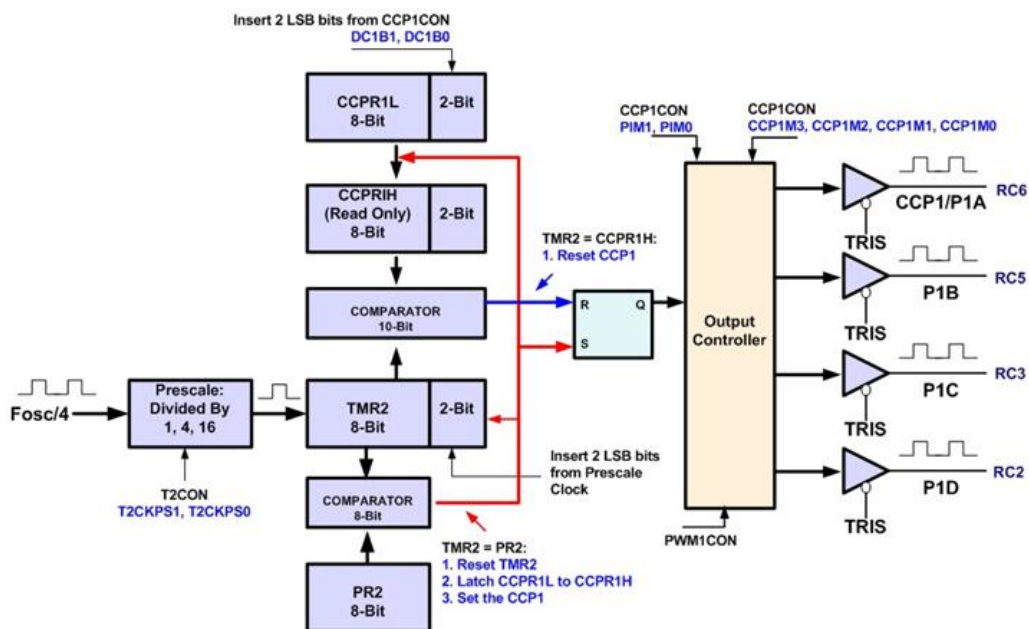 Insert 2 LSB bits from CCP1CON
DC1B1, DC1B0
CCPR1L
8-Bit
2-Bit
CCPRIH
(Read Only)
8-Bit
2-Bit
COMPARATOR
10-Bit
Fosc/4
Prescale:
Divided By
1, 4, 16
T2CON
T2CKPS1, T2CKPS0
TMR2
8-Bit
2-Bit
Insert 2 LSB bits
from Prescale
Clock
COMPARATOR
8-Bit
PR2
8-Bit
TMR2 = PR2:
1. Reset TMR2
2. Latch CCPR1L to CCPR1H
3. Set the CCP1
TMR2 = CCPR1H:
1. Reset CCP1
R
Q
S
CCP1CON
PIM1, PIM0
CCP1CON
CCP1M3, CCP1M2, CCP1M1, CCP1M0
Output
Controller
PWM1CON
CCP1/P1A
RC6
TRIS
P1B
RC5
TRIS
P1C
RC3
TRIS
P1D
RC2
TRIS